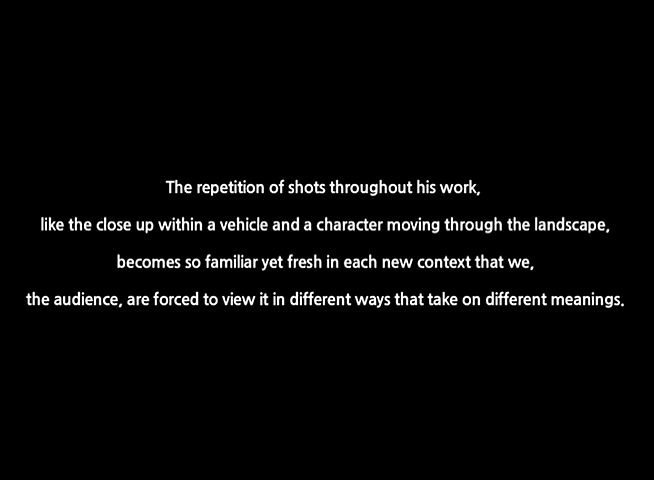 The repetition of shots throughout his work,
like the close up within a vehicle and a character moving through the landscape,
becomes so familiar yet fresh in each new context that we,
the audience, are forced to view it in different ways that take on different meanings.